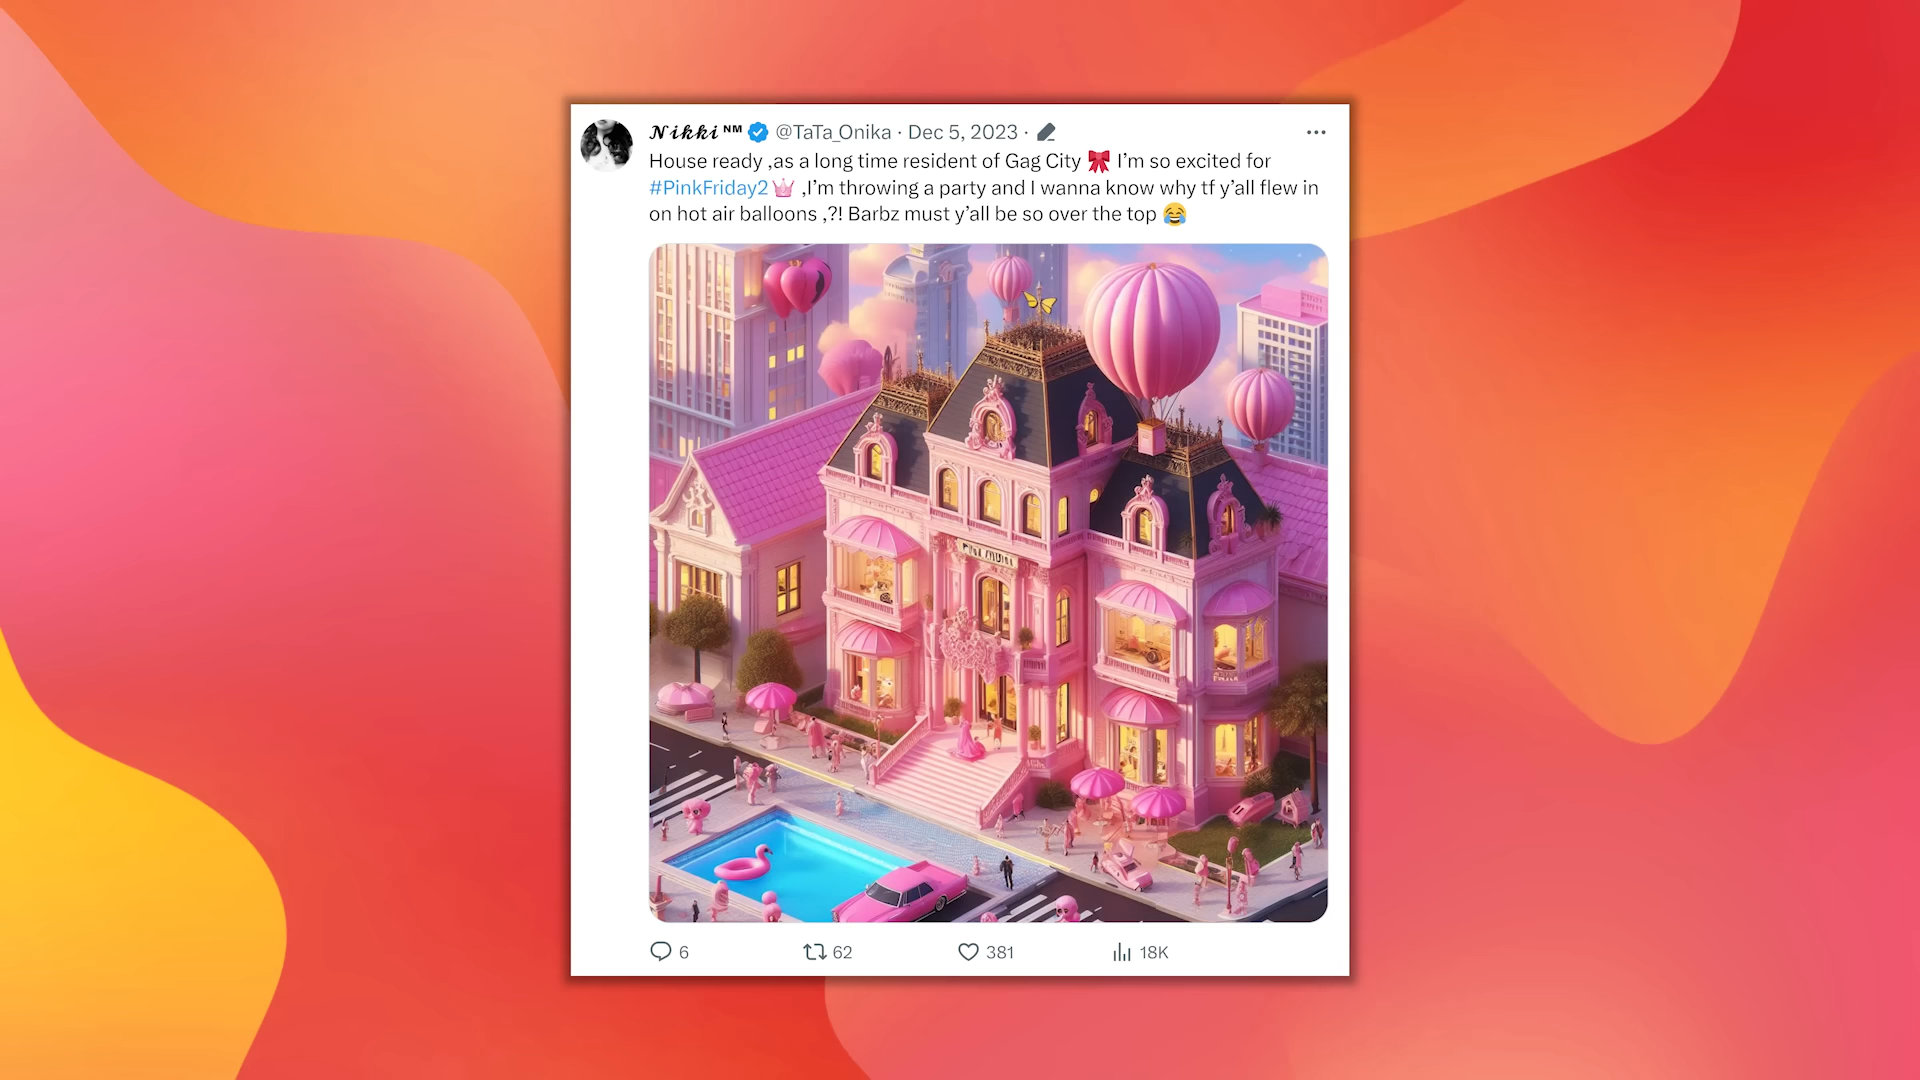 𝓝𝓲𝓴𝓴𝓲 ᴺᴹ @TaTa_Onika · Dec 5, 2023 ·
House ready ,as a long time resident of Gag City 🎀 I’m so excited for
#PinkFriday2 👑 ,I’m throwing a party and I wanna know why tf y’all flew in
on hot air balloons ,?! Barbz must y’all be so over the top 😂
6 62 381 18K